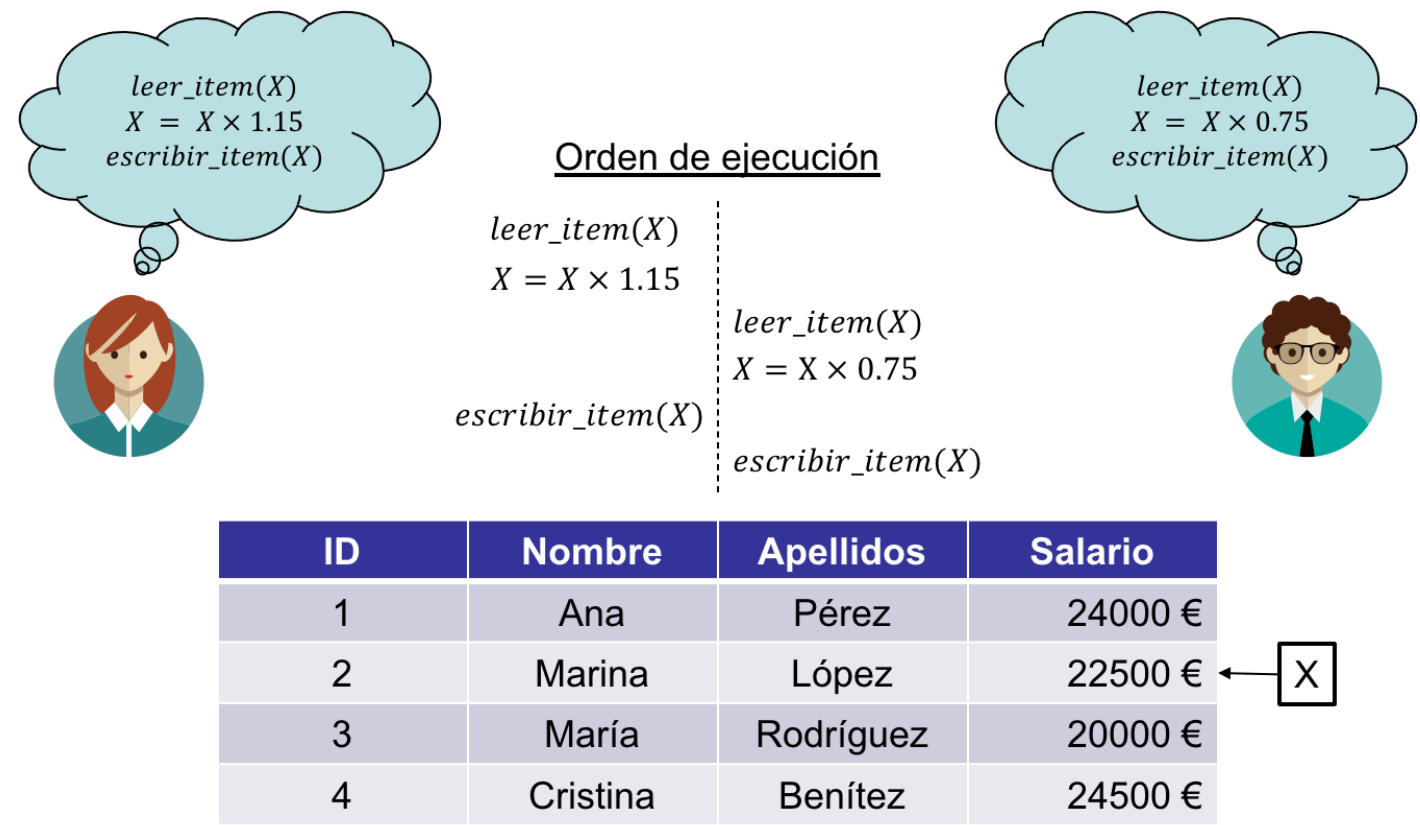 leer_item(X)
X = X × 1.15
escribir_item(X)
leer_item(X)
X = X × 0.75
escribir_item(X)
Orden de ejecución
leer_item(X)
X = X × 1.15
leer_item(X)
X = X × 0.75
escribir_item(X)
escribir_item(X)
ID Nombre Apellidos Salario
1 Ana Pérez 24000 €
2 Marina López 22500 € X
3 María Rodríguez 20000 €
4 Cristina Benítez 24500 €